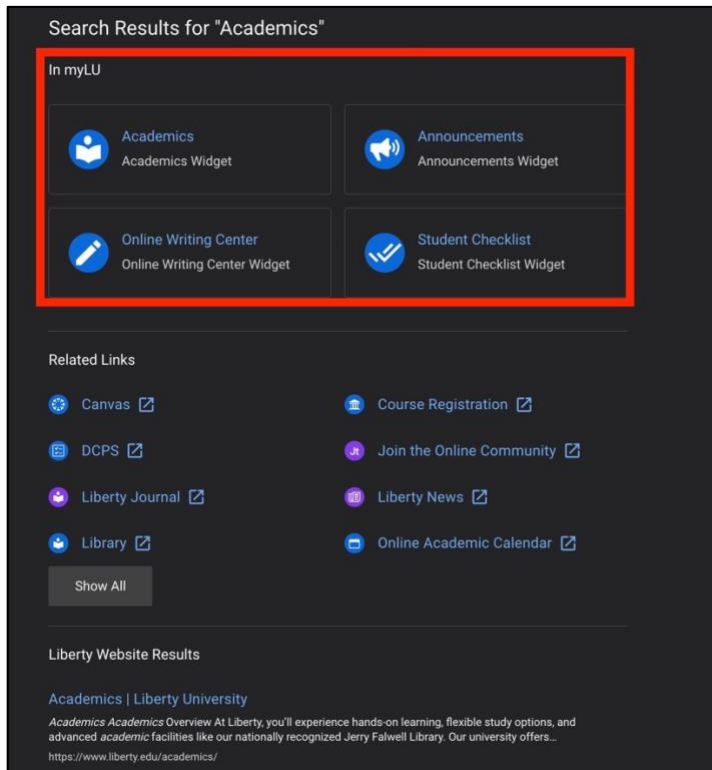 Search Results for "Academics"
In myLU
Academics
Academics Widget
Announcements
Announcements Widget
Online Writing Center
Online Writing Center Widget
Student Checklist
Student Checklist Widget
Related Links
Canvas
Course Registration
DCPS
Jt Join the Online Community
Liberty Journal
Liberty News
Library
Online Academic Calendar
Show All
Liberty Website Results
Academics | Liberty University
Academics Academics Overview At Liberty, you'll experience hands-on learning, flexible study options, and
advanced academic facilities like our nationally recognized Jerry Falwell Library. Our university offers...
https://www.liberty.edu/academics/